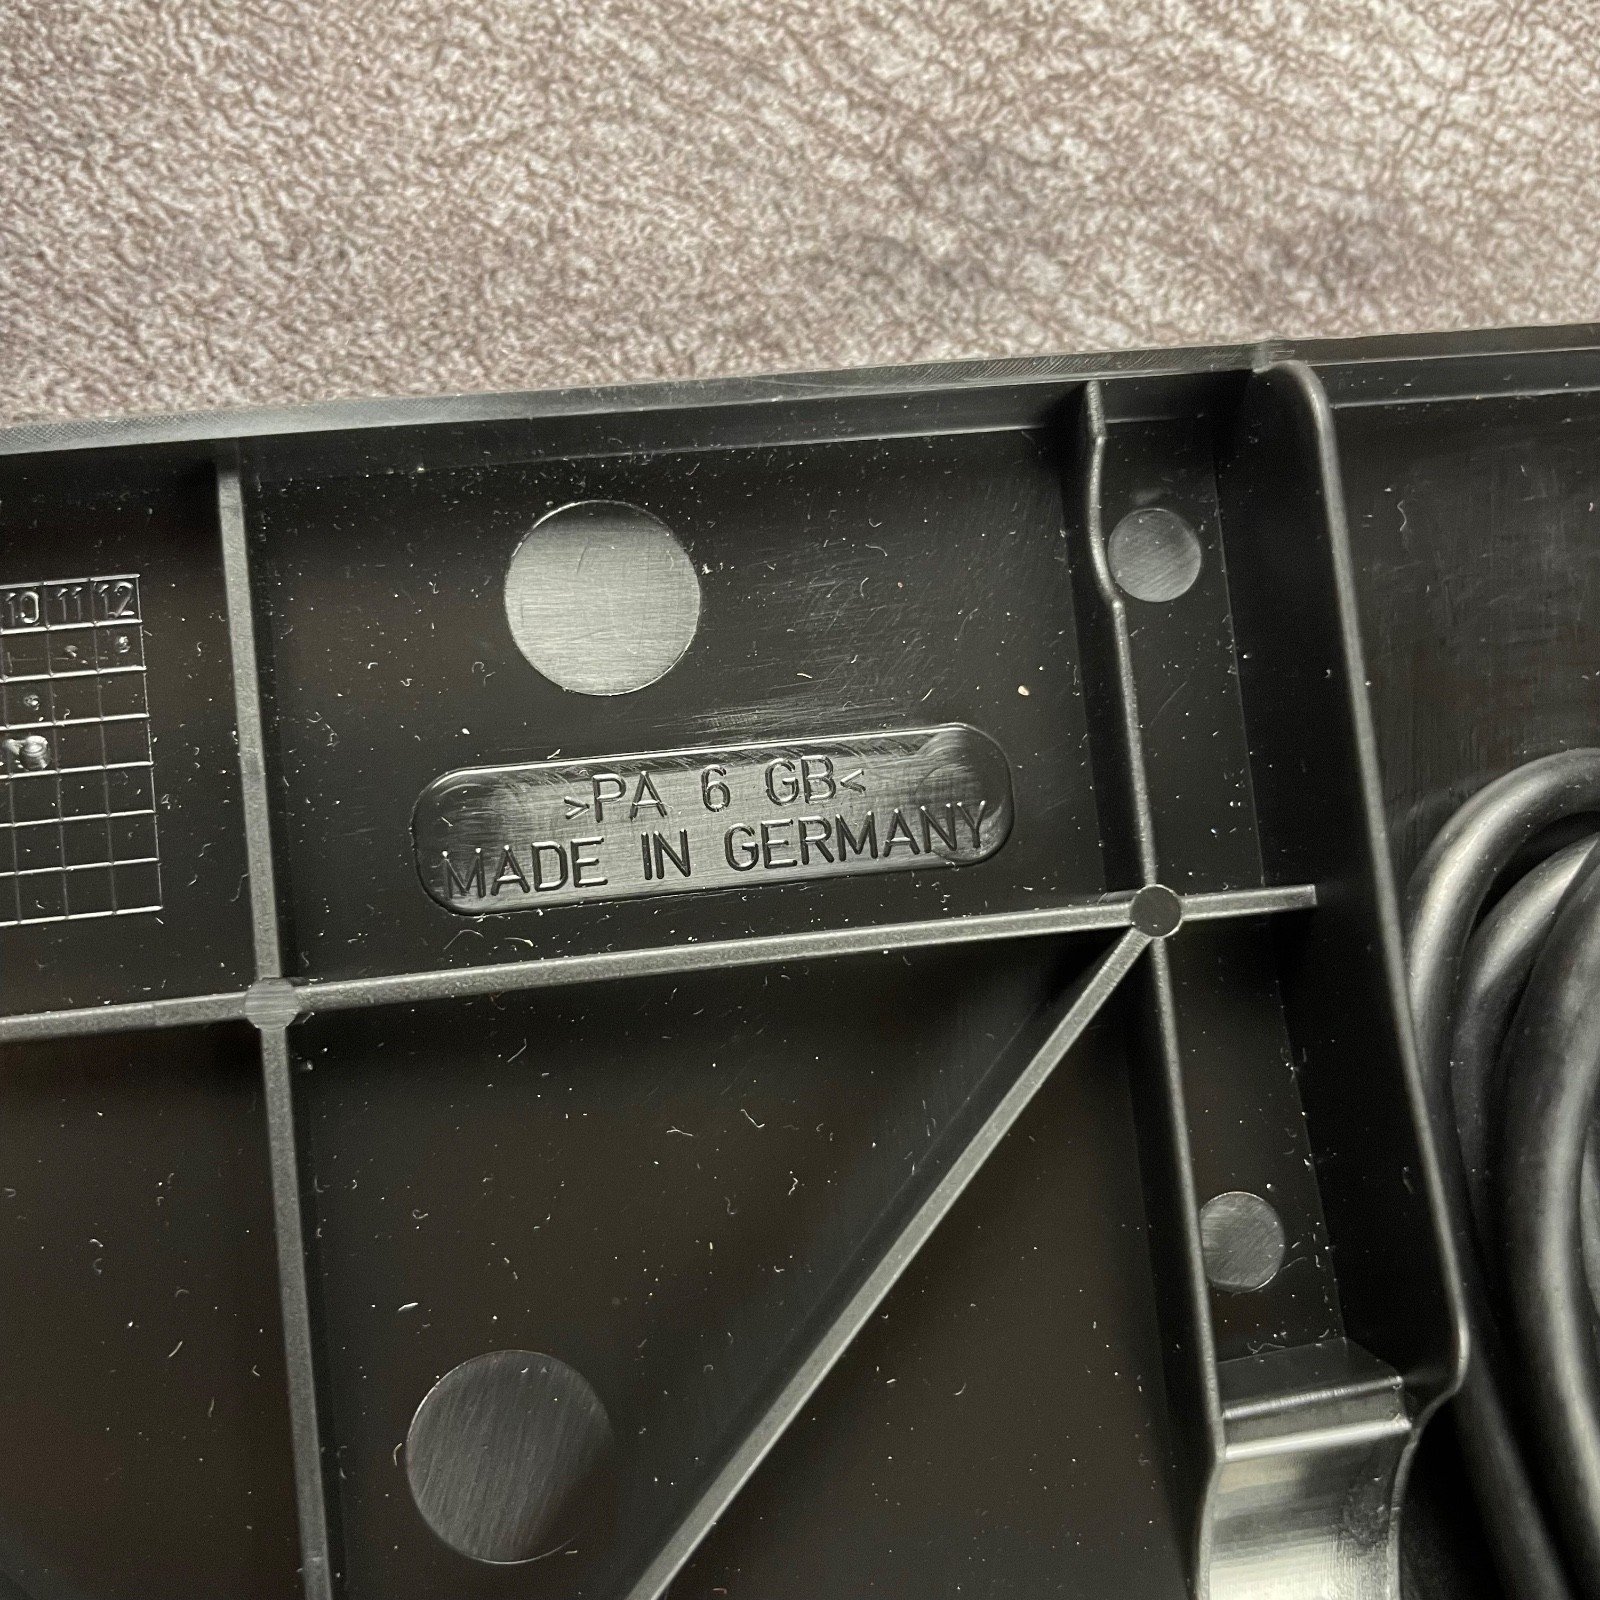 10 11 12
>PA 6 GB<
MADE IN GERMANY